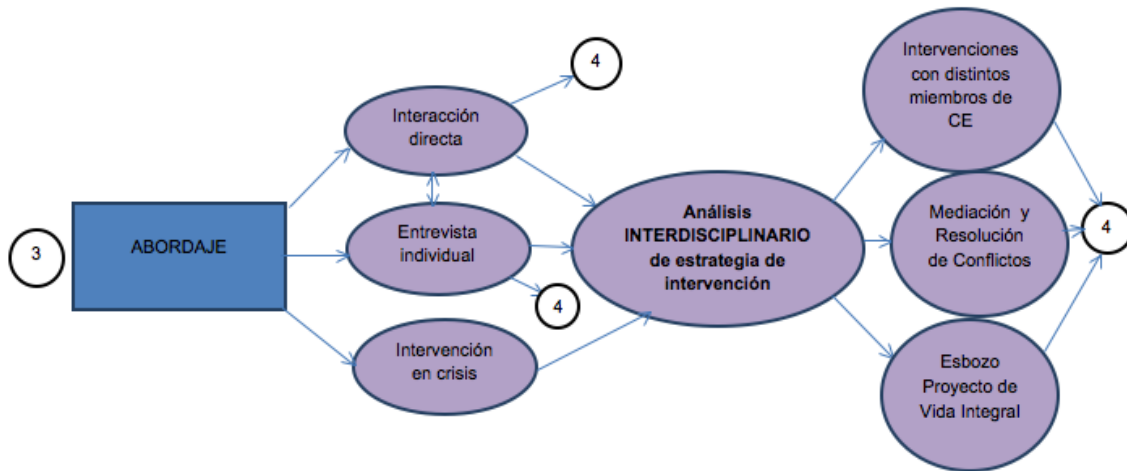 3
ABORDAJE
Interacción
directa
4
Entrevista
individual
4
Intervención
en crisis
Análisis
INTERDISCIPLINARIO
de estrategia de
intervención
Intervenciones
con distintos
miembros de
CE
Mediación y
Resolución
de Conflictos
Esbozo
Proyecto de
Vida Integral
4